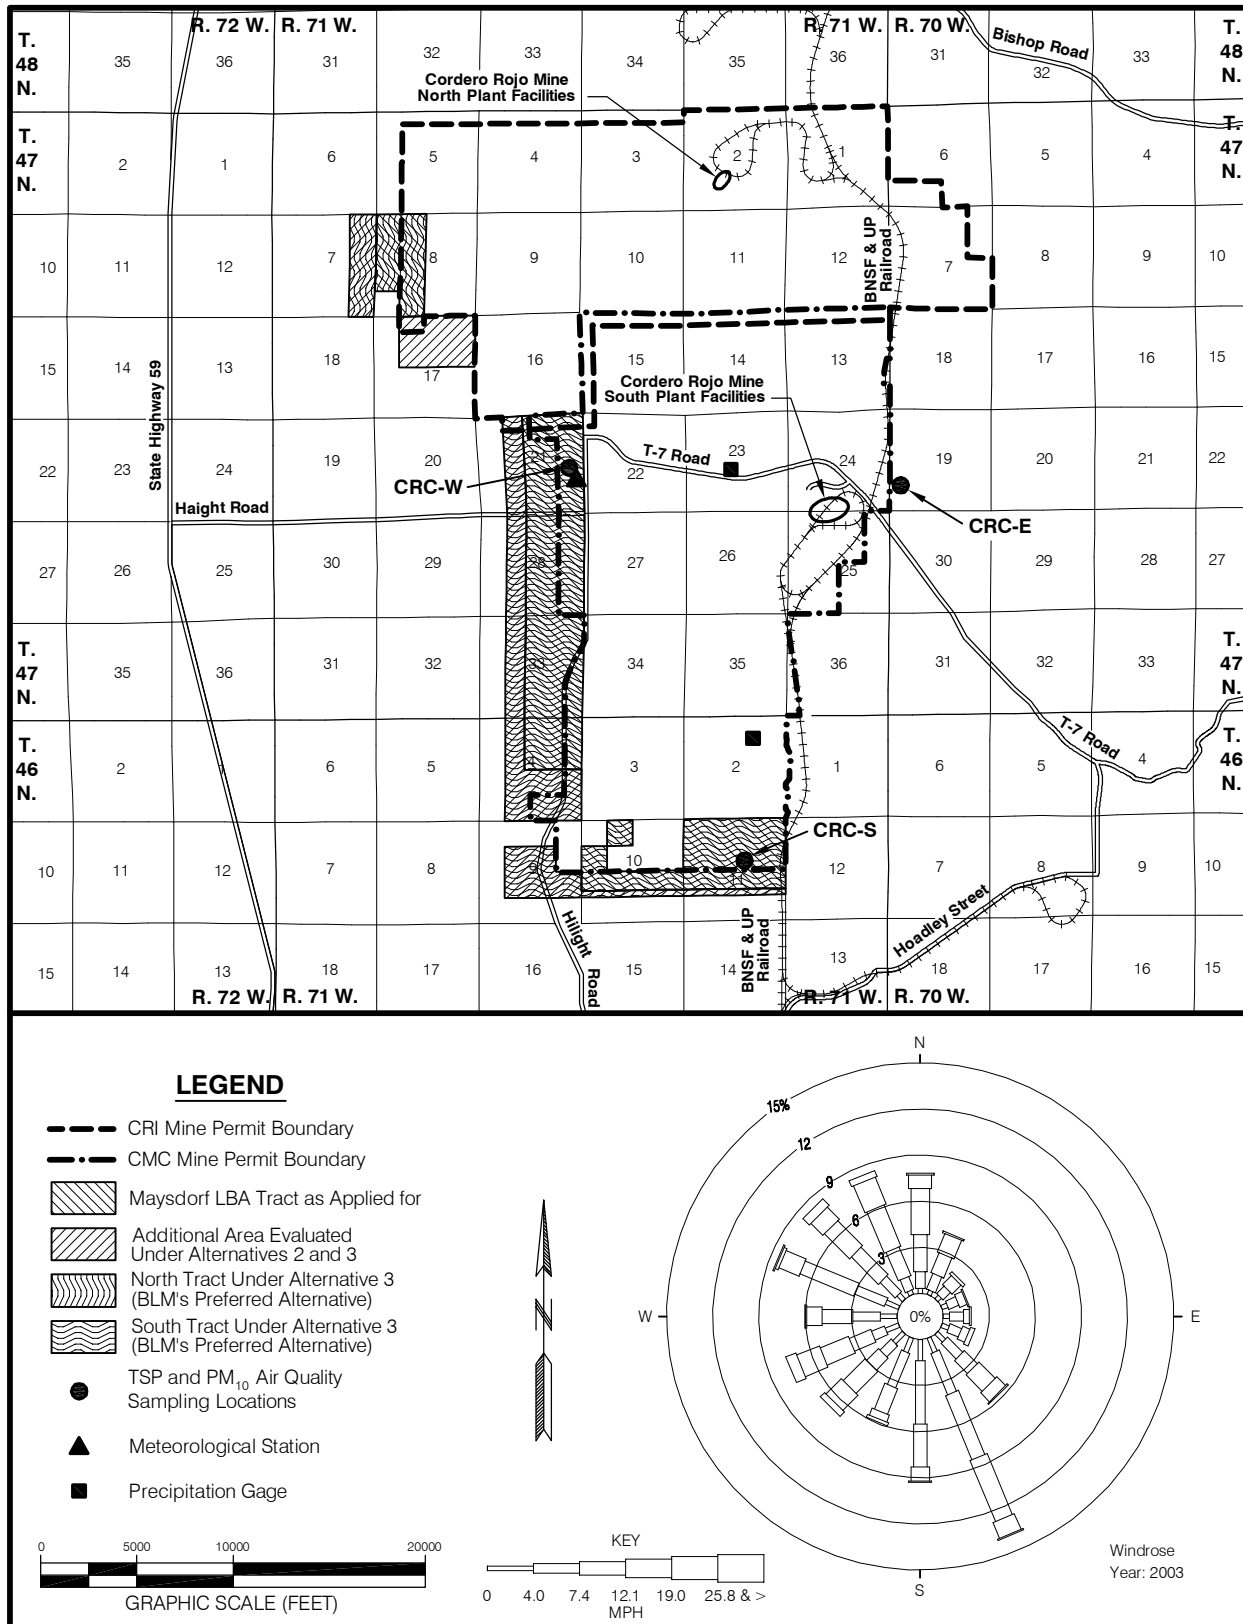 R. 72 W. R. 71 W. R. 71 W. R. 70 W.
T. 48 N. 35 36 31 32 33 34 35 36 31 32 33 T. 48 N.
Bishop Road
Cordero Rojo Mine
North Plant Facilities
T. 47 N. 2 1 6 5 4 3 2 1 6 5 4 T. 47 N.
10 11 12 7 8 9 10 11 12 7 8 9 10
BNSF & UP
Railroad
15 14 13 18 17 16 15 14 13 18 17 16 15
State Highway 59
Cordero Rojo Mine
South Plant Facilities
22 23 24 19 20 21 22 23 24 19 20 21 22
T-7 Road
CRC-W
CRC-E
Haight Road
27 26 25 30 29 28 27 26 25 30 29 28 27
T. 47 N. 35 36 31 32 33 34 35 36 31 32 33 T. 47 N.
T-7 Road
T. 46 N. 2 1 6 5 4 3 2 1 6 5 4 T. 46 N.
CRC-S
10 11 12 7 8 9 10 11 12 7 8 9 10
Hilight Road
BNSF & UP
Railroad
Hoadley Street
15 14 13 18 17 16 15 14 13 18 17 16 15
R. 72 W. R. 71 W. R. 71 W. R. 70 W.
LEGEND
CRI Mine Permit Boundary
CMC Mine Permit Boundary
Maysdorf LBA Tract as Applied for
Additional Area Evaluated
Under Alternatives 2 and 3
North Tract Under Alternative 3
(BLM's Preferred Alternative)
South Tract Under Alternative 3
(BLM's Preferred Alternative)
TSP and PM10 Air Quality
Sampling Locations
Meteorological Station
Precipitation Gage
0 5000 10000 20000
GRAPHIC SCALE (FEET)
N
N
15%
12
9
6
3
0%
W
E
S
KEY
0 4.0 7.4 12.1 19.0 25.8 & >
MPH
Windrose
Year: 2003